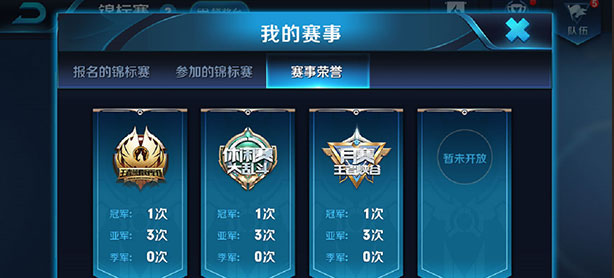 锦标赛
我的赛事
队伍
5
报名的锦标赛
参加的锦标赛
赛事荣誉
休闲赛
大乱斗
月赛
王者峡谷
暂未开放
冠军: 1次
亚军: 3次
季军: 0次
冠军: 1次
亚军: 3次
季军: 0次
冠军: 1次
亚军: 3次
季军: 0次